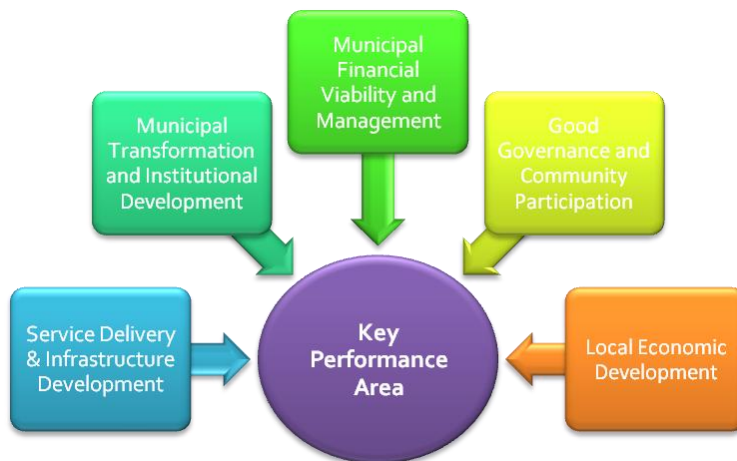 Municipal
Financial
Viability and
Management
Municipal
Transformation
and Institutional
Development
Good
Governance and
Community
Participation
Service Delivery
& Infrastructure
Development
Key
Performance
Area
Local Economic
Development